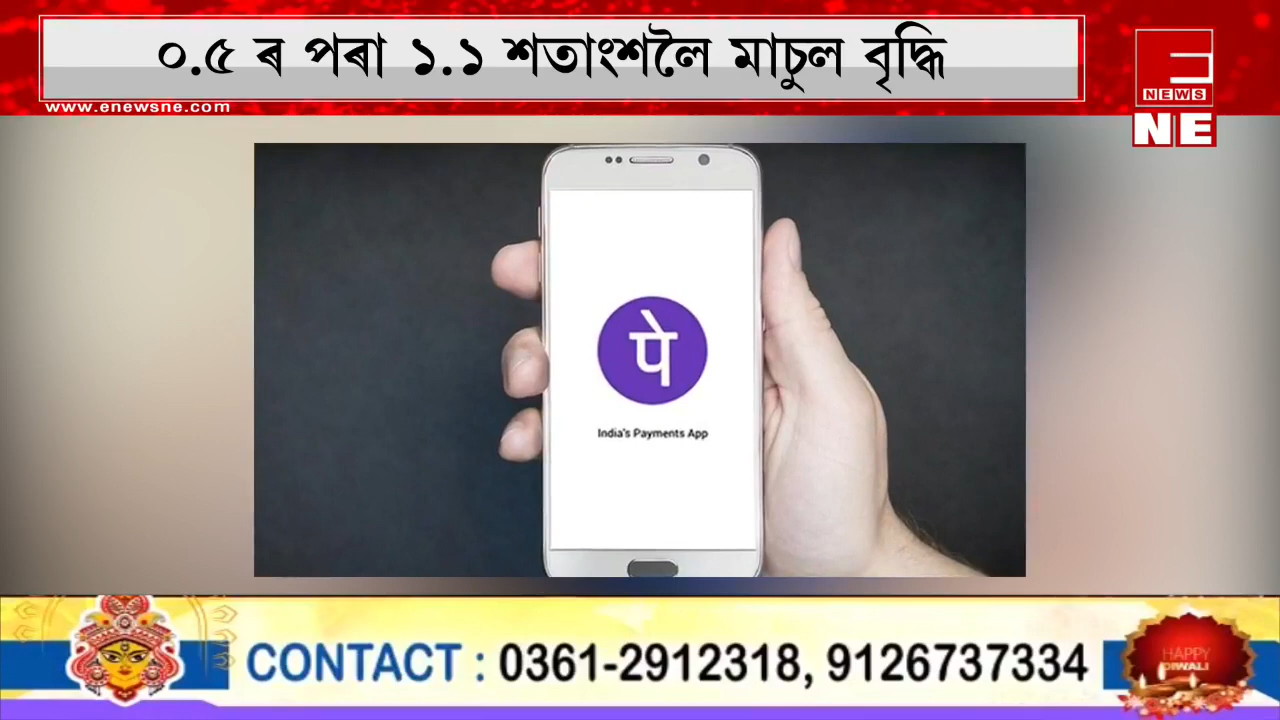 ০.৫ ৰ পৰা ১.১ শতাংশলৈ মাচুল বৃদ্ধি
www.enewsne.com
NEWS
NE
पे
India's Payments App
CONTACT : 0361-2912318, 9126737334
HAPPY
DIWALI